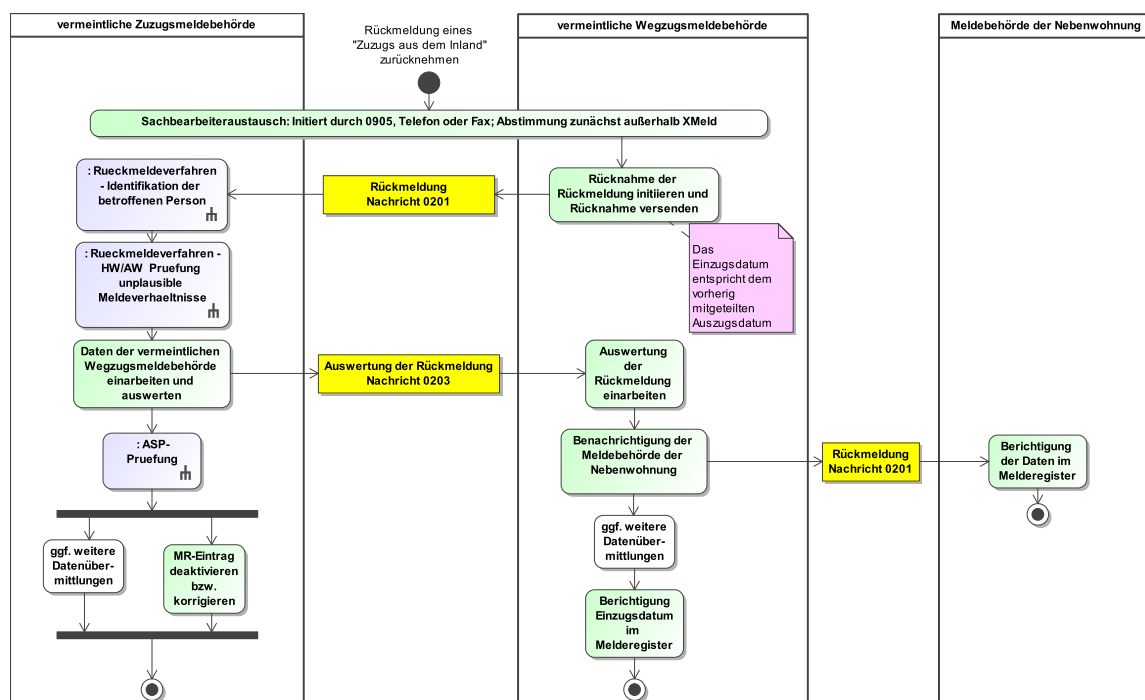 vermeintliche Zuzugsmeldebehörde
vermeintliche Wegzugsmeldebehörde
Meldebehörde der Nebenwohnung
Rückmeldung eines
"Zuzugs aus dem Inland"
zurücknehmen
Sachbearbeiteraustausch: Initiert durch 0905, Telefon oder Fax; Abstimmung zunächst außerhalb XMeld
: Rueckmeldeverfahren
- Identifikation der
betroffenen Person
Rückmeldung
Nachricht 0201
Rücknahme der
Rückmeldung initiieren und
Rücknahme versenden
: Rueckmeldeverfahren -
HW/AW Pruefung
unplausible
Meldeverhaeltnisse
Das
Einzugsdatum
entspricht dem
vorherig
mitgeteilten
Auszugsdatum
Daten der vermeintlichen
Wegzugsmeldebehörde
einarbeiten und
auswerten
Auswertung der Rückmeldung
Nachricht 0203
Auswertung
der
Rückmeldung
einarbeiten
: ASP-
Pruefung
Benachrichtigung der
Meldebehörde der
Nebenwohnung
Rückmeldung
Nachricht 0201
Berichtigung
der Daten im
Melderegister
ggf. weitere
Datenüber-
mittlungen
MR-Eintrag
deaktivieren
bzw.
korrigieren
ggf. weitere
Datenüber-
mittlungen
Berichtigung
Einzugsdatum
im
Melderegister